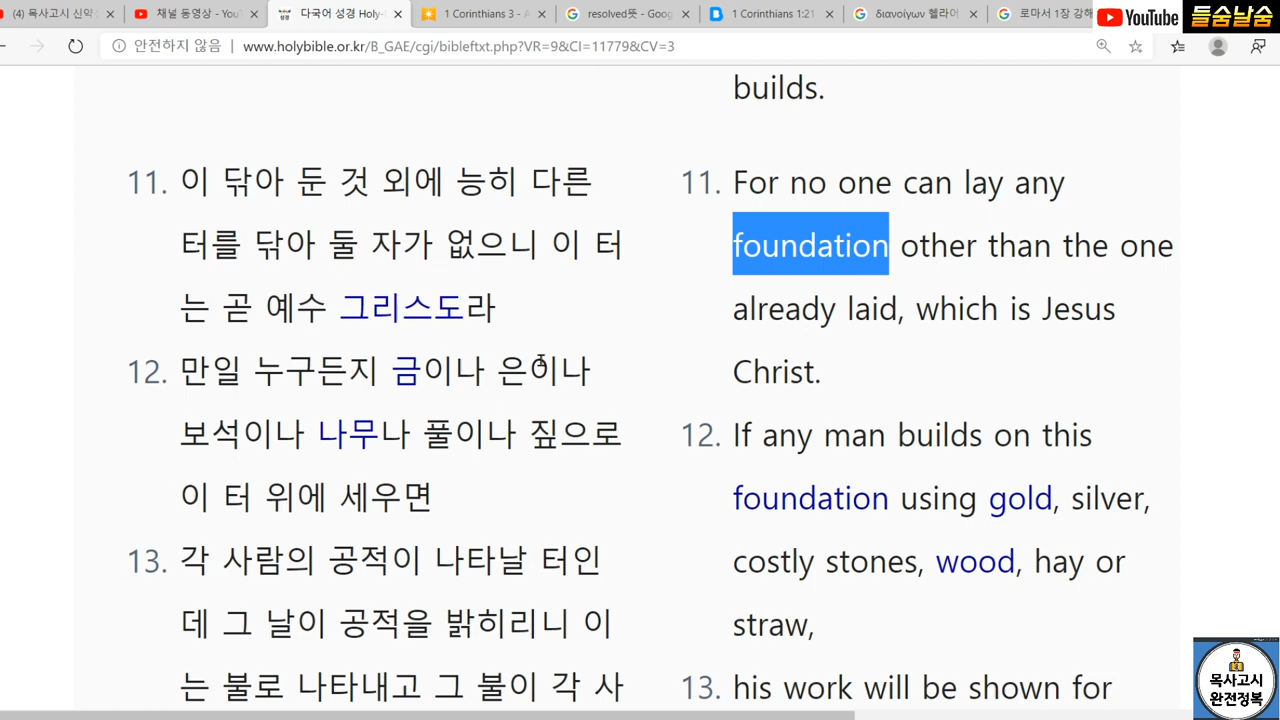 (4) 목사고시 신약
채널 동영상 - YouT
다국어 성경 Holy-
1 Corinthians 2 - A
resolved뜻 - Goog
1 Corinthians 1:21
διανοίγων 헬라어
로마서 1장 강해
YouTube
들숨날숨
안전하지 않음 | www.holybible.or.kr/B_GAE/cgi/bibleftxt.php?VR=9&CI=11779&CV=3
builds.
11. 이 닦아 둔 것 외에 능히 다른
터를 닦아 둘 자가 없으니 이 터
는 곧 예수 그리스도라
12. 만일 누구든지 금이나 은이나
보석이나 나무나 풀이나 짚으로
이 터 위에 세우면
13. 각 사람의 공적이 나타날 터인
데 그 날이 공적을 밝히리니 이
는 불로 나타내고 그 불이 각 사
11. For no one can lay any
foundation other than the one
already laid, which is Jesus
Christ.
12. If any man builds on this
foundation using gold, silver,
costly stones, wood, hay or
straw,
13. his work will be shown for
목사고시
완전정복